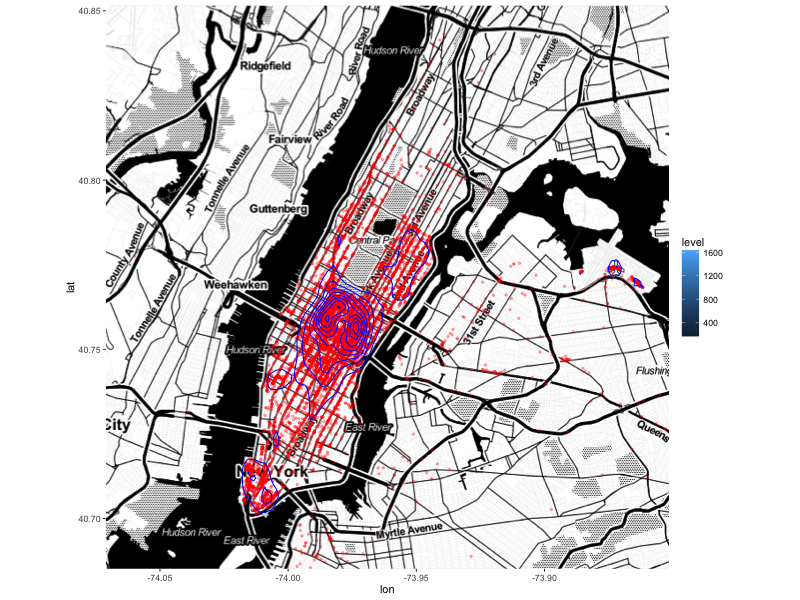 40.85
40.80
40.75
40.70
lat
-74.05
-74.00
-73.95
-73.90
lon
Hudson River
Ridgefield
River Road
Broadway
3rd Avenue
Fairview
River Road
Tonnelle Avenue
Guttenberg
Broadway
County Avenue
Central Pa
Weehawken
Tonnelle Avenue
31st Street
Hudson River
Flushing
City
East River
Broadway
Queens
New York
Hudson River
East River
Myrtle Avenue
level
1600
1200
800
400